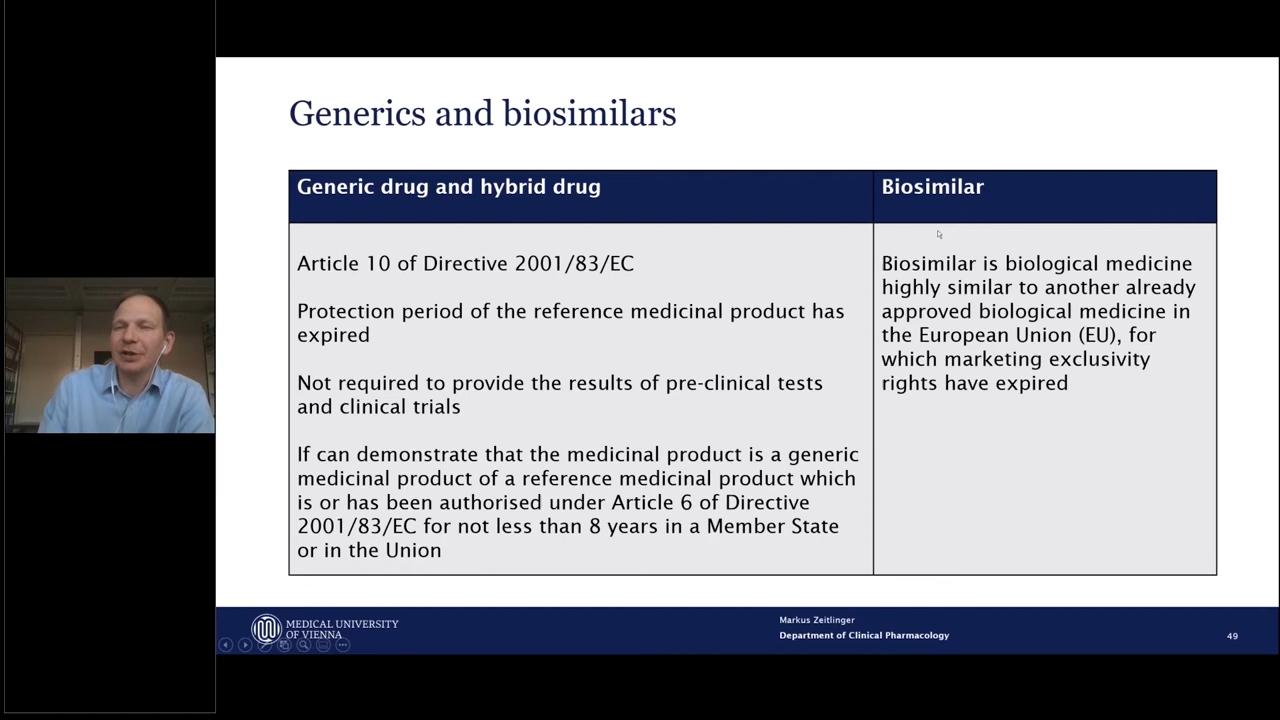 Generics and biosimilars
Generic drug and hybrid drug
Article 10 of Directive 2001/83/EC
Protection period of the reference medicinal product has
expired
Not required to provide the results of pre-clinical tests
and clinical trials
If can demonstrate that the medicinal product is a generic
medicinal product of a reference medicinal product which
is or has been authorised under Article 6 of Directive
2001/83/EC for not less than 8 years in a Member State
or in the Union
Biosimilar
Biosimilar is biological medicine
highly similar to another already
approved biological medicine in
the European Union (EU), for
which marketing exclusivity
rights have expired
MEDICAL UNIVERSITY
OF VIENNA
Markus Zeitlinger
Department of Clinical Pharmacology
49